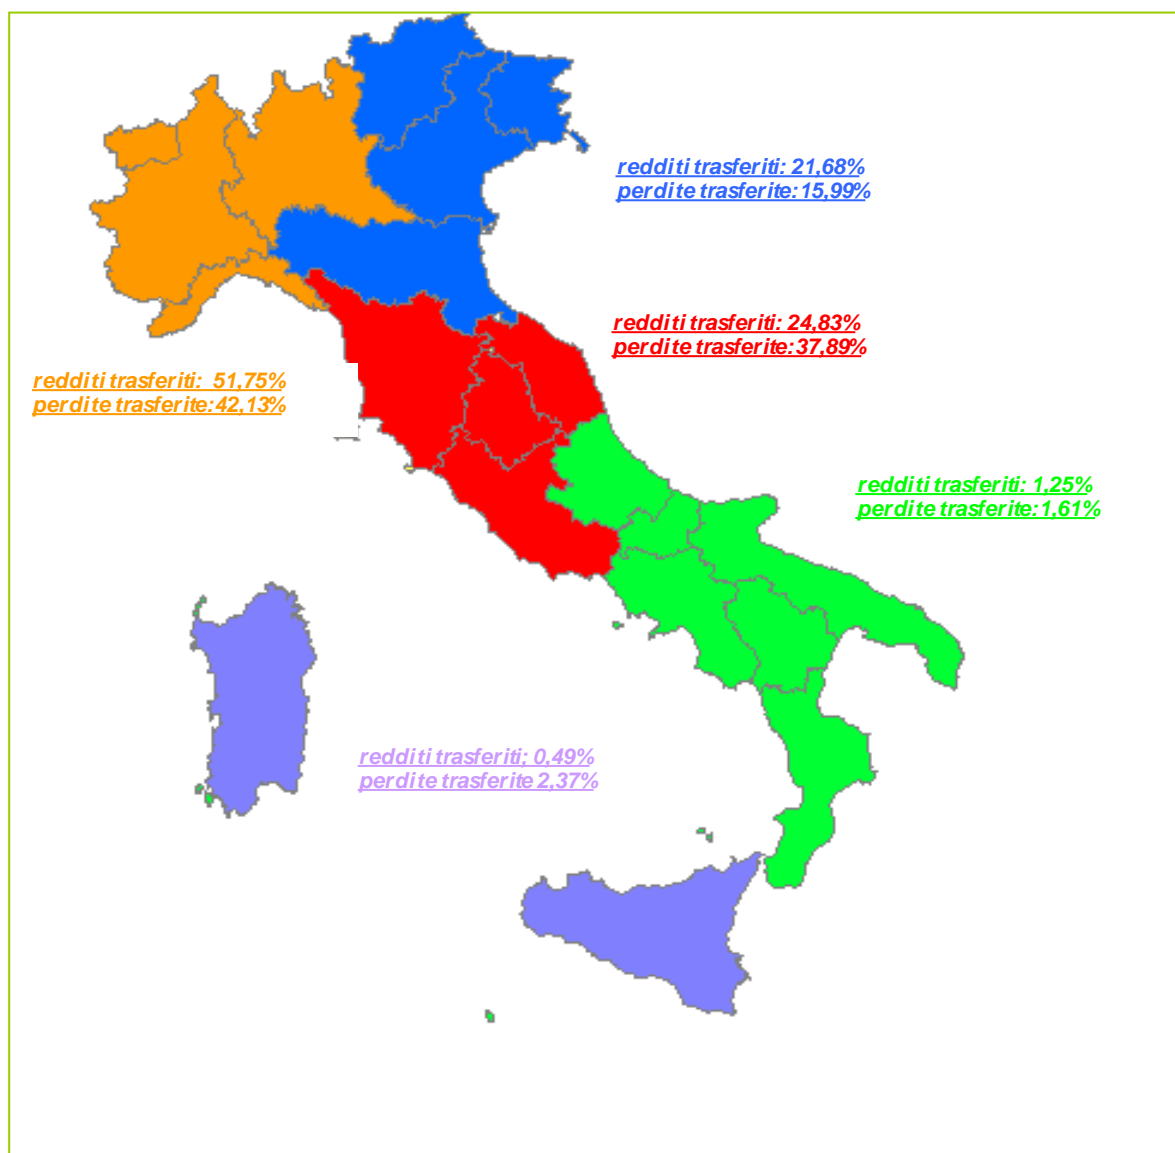 redditi trasferiti: 21,68%
perdite trasferite: 15,99%
redditi trasferiti: 24,83%
perdite trasferite: 37,89%
redditi trasferiti: 51,75%
perdite trasferite: 42,13%
redditi trasferiti: 1,25%
perdite trasferite: 1,61%
redditi trasferiti; 0,49%
perdite trasferite 2,37%